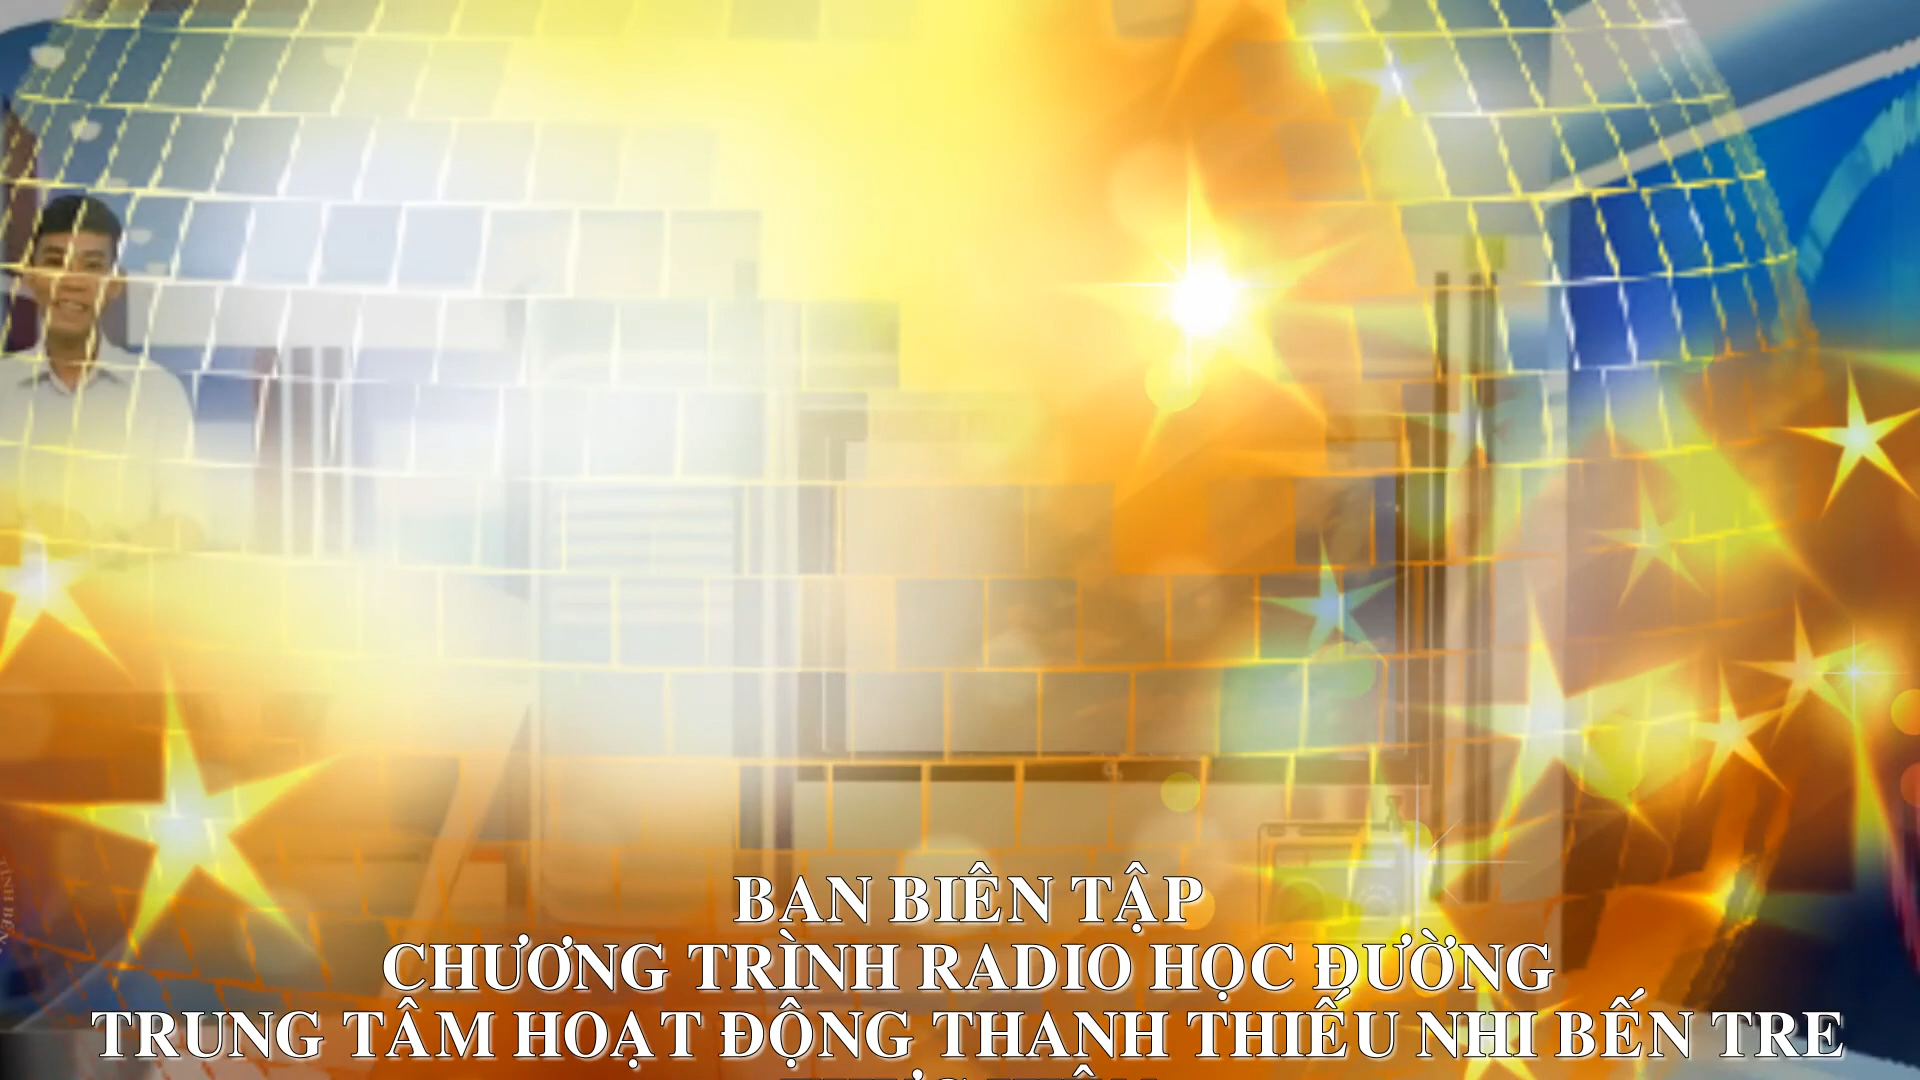 BAN BIÊN TẬP
CHƯƠNG TRÌNH RADIO HỌC ĐƯỜNG
TRUNG TÂM HOẠT ĐỘNG THANH THIẾU NHI BẾN TRE